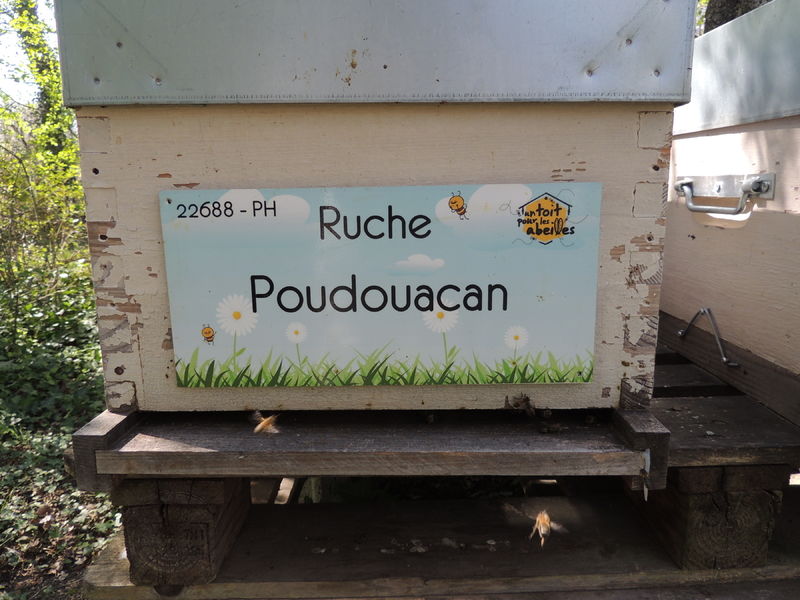 22688 - PH
Ruche
un toit
pour les
abeilles
Poudouacan